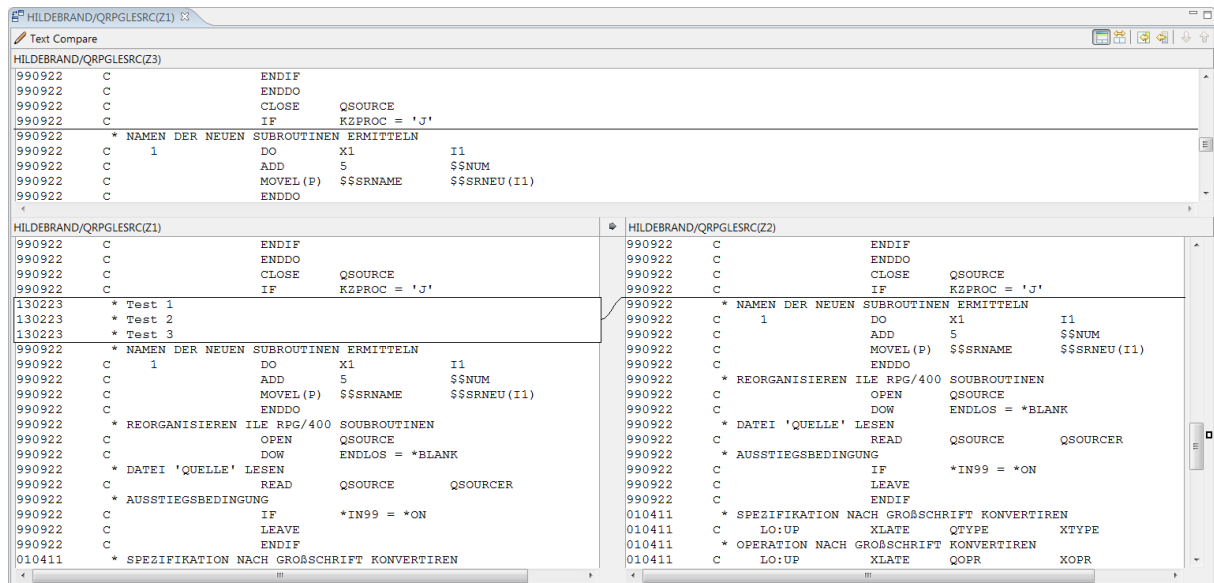 HILDEBRAND/QRPGLESRC(Z1)
Text Compare
HILDEBRAND/QRPGLESRC(Z3)
990922 C ENDIF
990922 C ENDDO
990922 C CLOSE QSOURCE
990922 C IF KZPROC = 'J'
990922 * NAMEN DER NEUEN SUBROUTINEN ERMITTELN
990922 C 1 DO X1 I1
990922 C ADD 5 $$NUM
990922 C MOVEL(P) $$SRNAME $$SRNEU(I1)
990922 C ENDDO
HILDEBRAND/QRPGLESRC(Z1)
990922 C ENDIF
990922 C ENDDO
990922 C CLOSE QSOURCE
990922 C IF KZPROC = 'J'
130223 * Test 1
130223 * Test 2
130223 * Test 3
990922 * NAMEN DER NEUEN SUBROUTINEN ERMITTELN
990922 C 1 DO X1 I1
990922 C ADD 5 $$NUM
990922 C MOVEL(P) $$SRNAME $$SRNEU(I1)
990922 C ENDDO
990922 * REORGANISIEREN ILE RPG/400 SOUBROUTINEN
990922 C OPEN QSOURCE
990922 C DOW ENDLOS = *BLANK
990922 * DATEI 'QUELLE' LESEN
990922 C READ QSOURCE QSOURCER
990922 * AUSSTIEGSBEDINGUNG
990922 C IF *IN99 = *ON
990922 C LEAVE
990922 C ENDIF
010411 * SPEZIFIKATION NACH GROßSCHRIFT KONVERTIREN
HILDEBRAND/QRPGLESRC(Z2)
990922 C ENDIF
990922 C ENDDO
990922 C CLOSE QSOURCE
990922 C IF KZPROC = 'J'
990922 * NAMEN DER NEUEN SUBROUTINEN ERMITTELN
990922 C 1 DO X1 I1
990922 C ADD 5 $$NUM
990922 C MOVEL(P) $$SRNAME $$SRNEU(I1)
990922 C ENDDO
990922 * REORGANISIEREN ILE RPG/400 SOUBROUTINEN
990922 C OPEN QSOURCE
990922 C DOW ENDLOS = *BLANK
990922 * DATEI 'QUELLE' LESEN
990922 C READ QSOURCE QSOURCER
990922 * AUSSTIEGSBEDINGUNG
990922 C IF *IN99 = *ON
990922 C LEAVE
990922 C ENDIF
010411 * SPEZIFIKATION NACH GROßSCHRIFT KONVERTIREN
010411 C LO:UP XLATE QTYPE XTYPE
010411 * OPERATION NACH GROßSCHRIFT KONVERTIREN
010411 C LO:UP XLATE QOPR XOPR